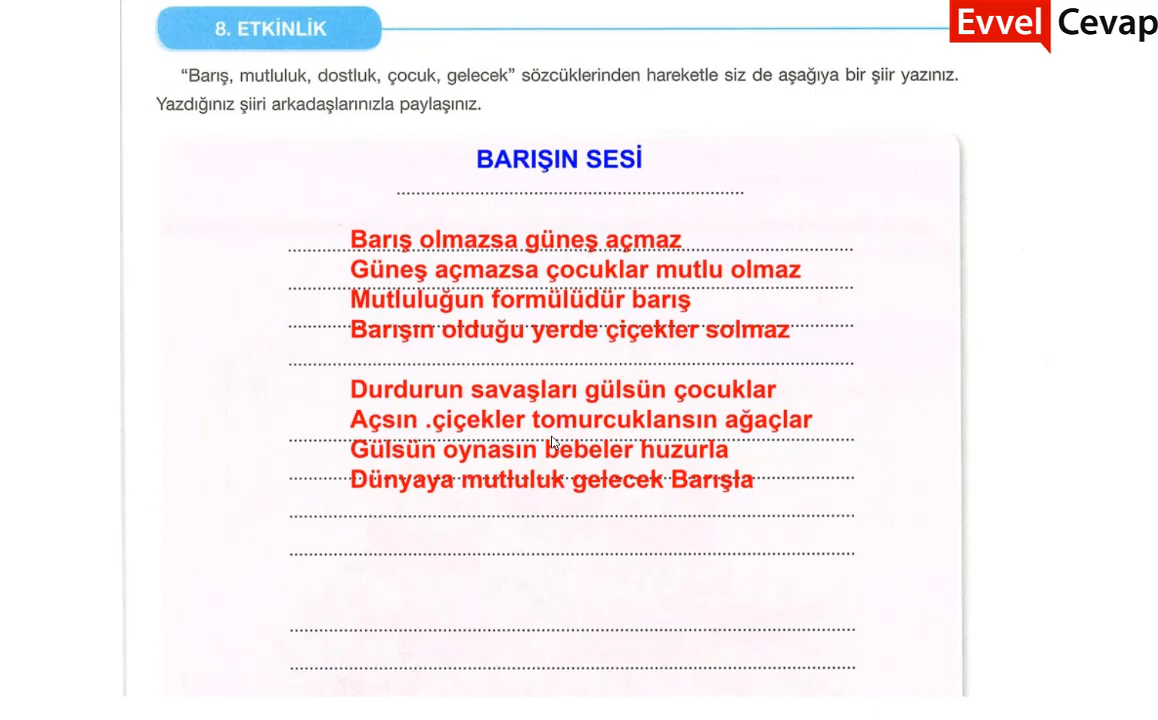 8. ETKİNLİK
Evvel Cevap
“Barış, mutluluk, dostluk, çocuk, gelecek” sözcüklerinden hareketle siz de aşağıya bir şiir yazınız.
Yazdığınız şiiri arkadaşlarınızla paylaşınız.
BARIŞIN SESİ
Barış olmazsa güneş açmaz
Güneş açmazsa çocuklar mutlu olmaz
Mutluluğun formülüdür barış
Barışın olduğu yerde çiçekler solmaz
Durdurun savaşları gülsün çocuklar
Açsın .çiçekler tomurcuklansın ağaçlar
Gülsün oynasın bebeler huzurla
Dünyaya mutluluk gelecek Barışla